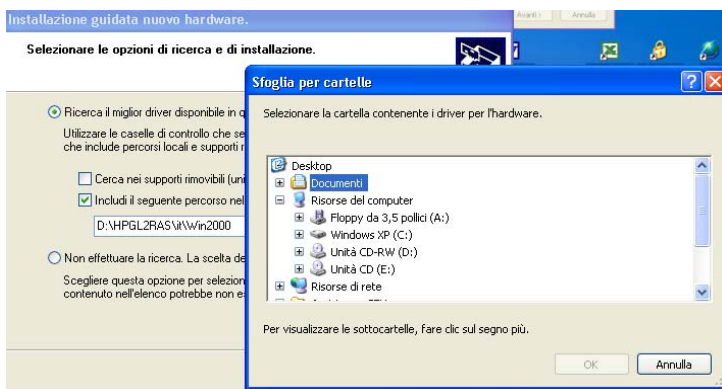 Installazione guidata nuovo hardware.
Avanti >
Annulla
Selezionare le opzioni di ricerca e di installazione.
Sfoglia per cartelle
Selezionare la cartella contenente i driver per l'hardware.
Ricerca il miglior driver disponibile in q
Utilizzare le caselle di controllo che se
che include percorsi locali e supporti r
Cerca nei supporti rimovibili (uni
Includi il seguente percorso nel
D:\HPGL2RAS\it\Win2000
Non effettuare la ricerca. La scelta de
Scegliere questa opzione per selezion
contenuto nell'elenco potrebbe non e
Desktop
Documenti
Risorse del computer
Floppy da 3,5 pollici (A:)
Windows XP (C:)
Unità CD-RW (D:)
Unità CD (E:)
Risorse di rete
Per visualizzare le sottocartelle, fare clic sul segno più.
OK
Annulla